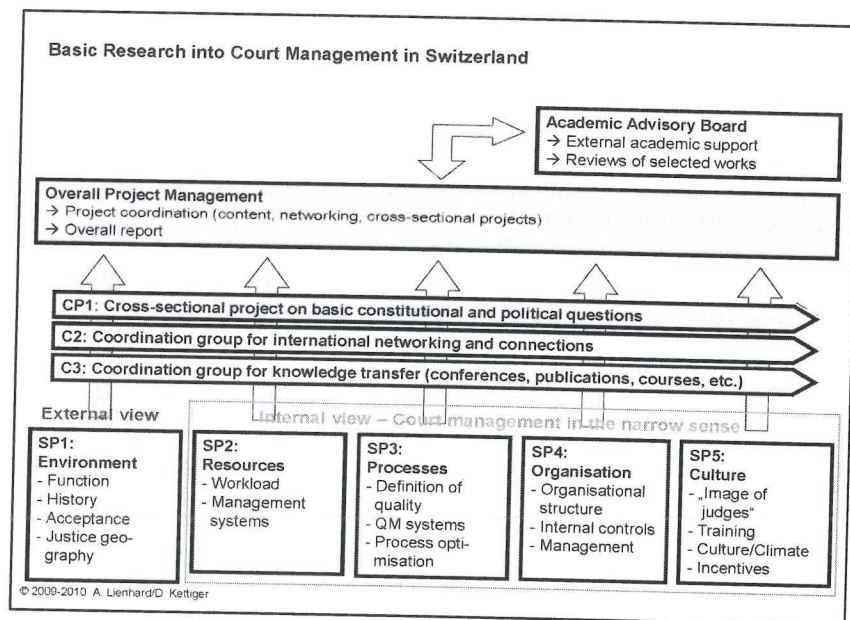 Basic Research into Court Management in Switzerland
Academic Advisory Board
→ External academic support
→ Reviews of selected works
Overall Project Management
→ Project coordination (content, networking, cross-sectional projects)
→ Overall report
CP1: Cross-sectional project on basic constitutional and political questions
C2: Coordination group for international networking and connections
C3: Coordination group for knowledge transfer (conferences, publications, courses, etc.)
External view
Internal view – Court management in the narrow sense
SP1:
Environment
- Function
- History
- Acceptance
- Justice geo-
graphy
SP2:
Resources
- Workload
- Management
systems
SP3:
Processes
- Definition of
quality
- QM systems
- Process opti-
misation
SP4:
Organisation
- Organisational
structure
- Internal controls
- Management
SP5:
Culture
- „Image of
judges"
- Training
- Culture/Climate
- Incentives
© 2009-2010 A. Lienhard/D. Kettiger